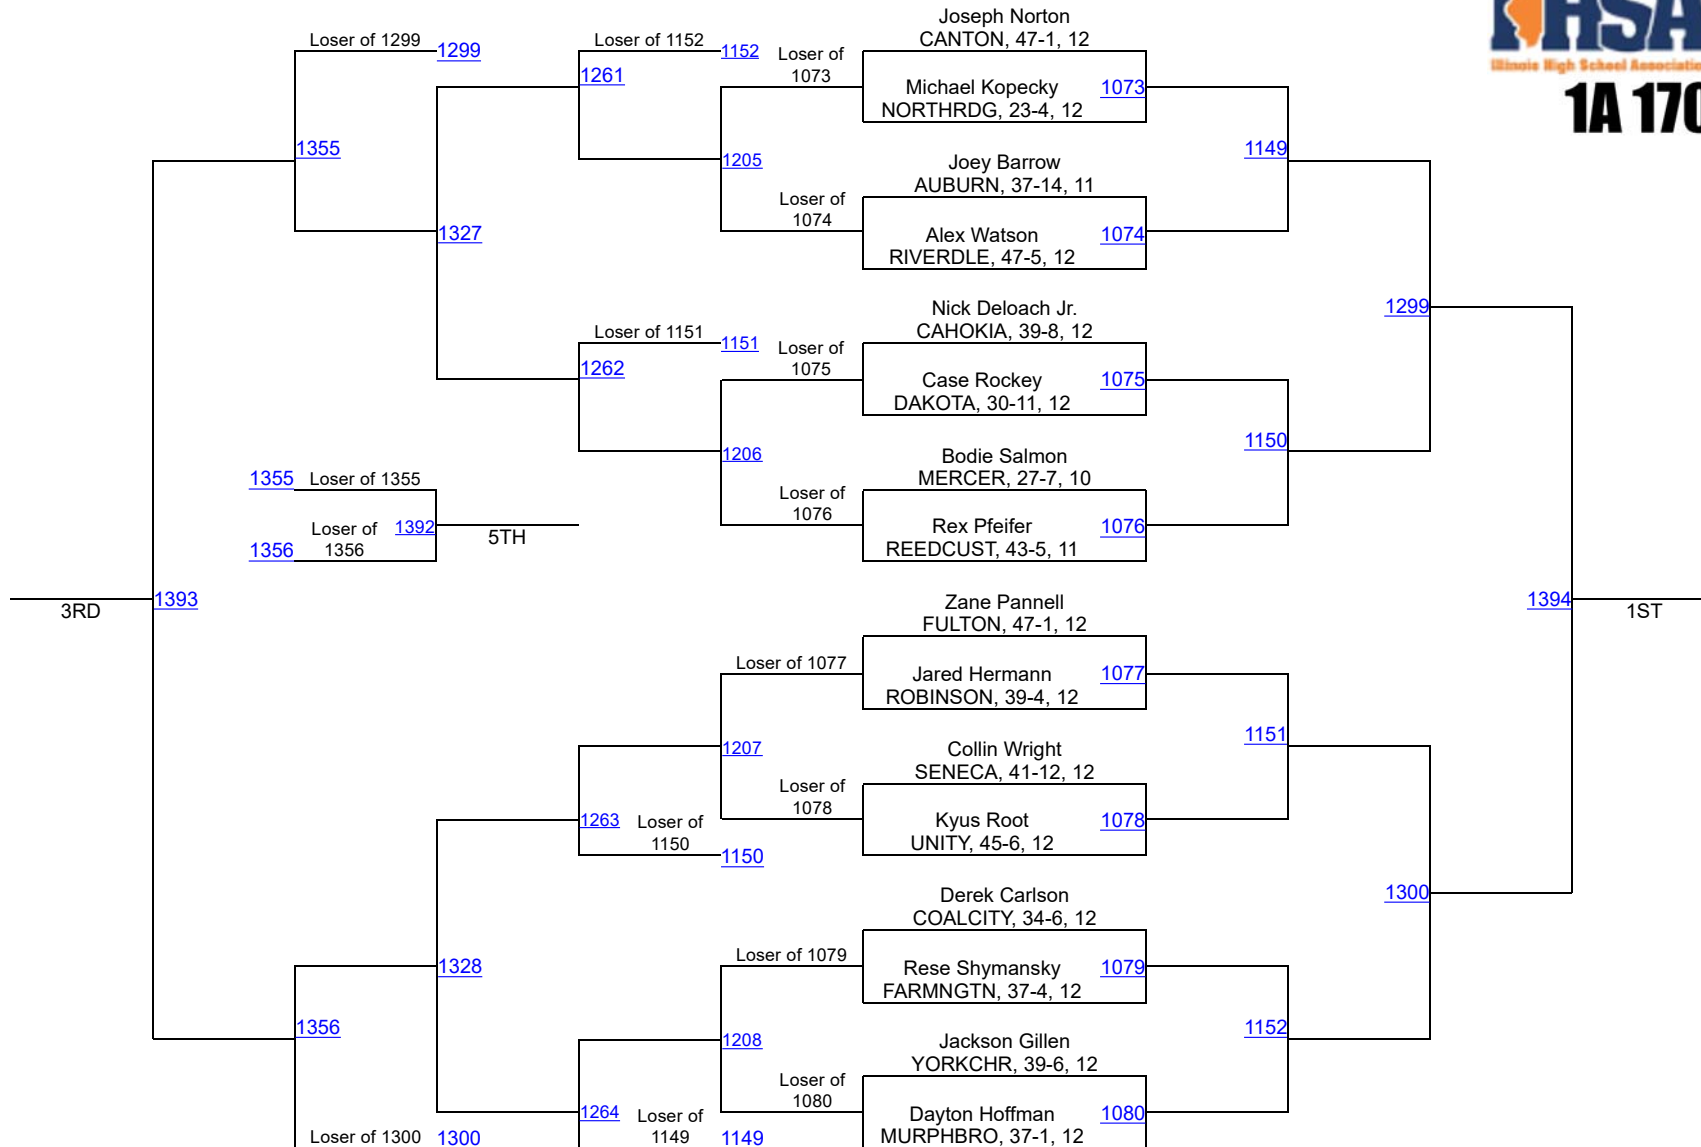 HSA
Illinois High School Associatio
1A 170
Joseph Norton
CANTON, 47-1, 12
Loser of 1299
1299
Loser of 1152
1152
Loser of
1073
1261
Michael Kopecky
NORTHRDG, 23-4, 12
1073
1355
1205
1149
Joey Barrow
AUBURN, 37-14, 11
Loser of
1074
1327
Alex Watson
RIVERDLE, 47-5, 12
1074
Nick Deloach Jr.
CAHOKIA, 39-8, 12
1299
Loser of 1151
1151
Loser of
1075
1262
Case Rockey
DAKOTA, 30-11, 12
1075
1206
1150
Bodie Salmon
MERCER, 27-7, 10
1355
Loser of 1355
Loser of
1076
Loser of
1356
1392
1356
5TH
Rex Pfeifer
REEDCUST, 43-5, 11
1076
3RD
1393
Zane Pannell
FULTON, 47-1, 12
1394
1ST
Loser of 1077
Jared Hermann
ROBINSON, 39-4, 12
1077
1207
1151
Collin Wright
SENECA, 41-12, 12
Loser of
1078
1263
Loser of
1150
1150
Kyus Root
UNITY, 45-6, 12
1078
Derek Carlson
COALCITY, 34-6, 12
1300
Loser of 1079
1328
Rese Shymansky
FARMNGTN, 37-4, 12
1079
1356
1208
1152
Jackson Gillen
YORKCHR, 39-6, 12
Loser of
1080
1264
Loser of
1149
1149
Dayton Hoffman
MURPHBRO, 37-1, 12
1080
Loser of 1300
1300